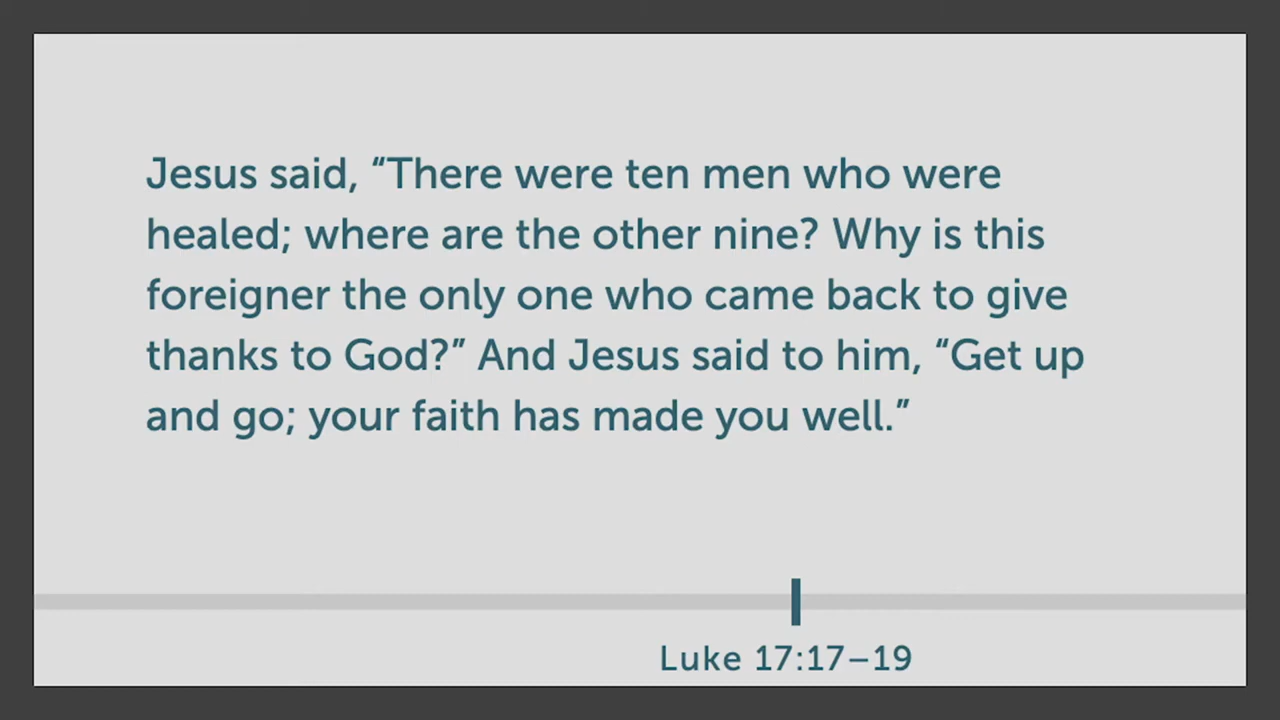 Jesus said, “There were ten men who were
healed; where are the other nine? Why is this
foreigner the only one who came back to give
thanks to God?” And Jesus said to him, “Get up
and go; your faith has made you well.”
Luke 17:17–19